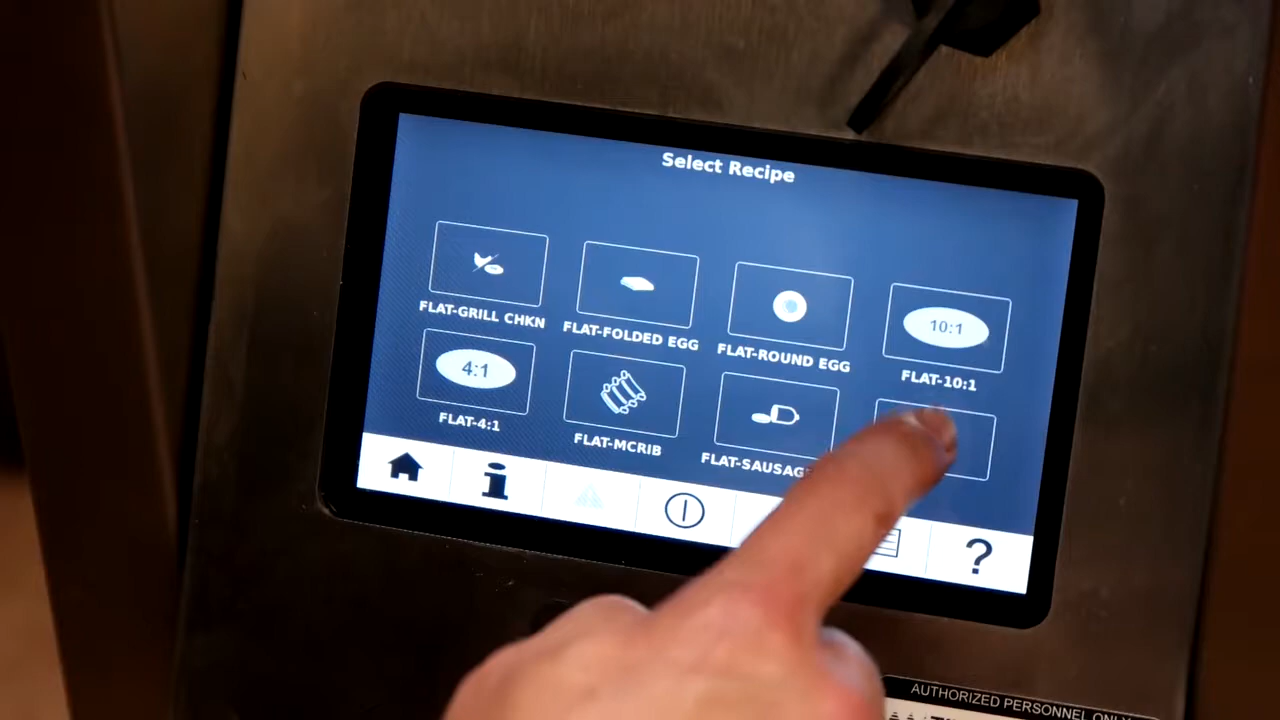 Select Recipe
FLAT-GRILL CHKN
FLAT-FOLDED EGG
FLAT-ROUND EGG
10:1
FLAT-10:1
4:1
FLAT-4:1
FLAT-MCRIB
FLAT-SAUSAG
?
AUTHORIZED PERSONNEL ONLY